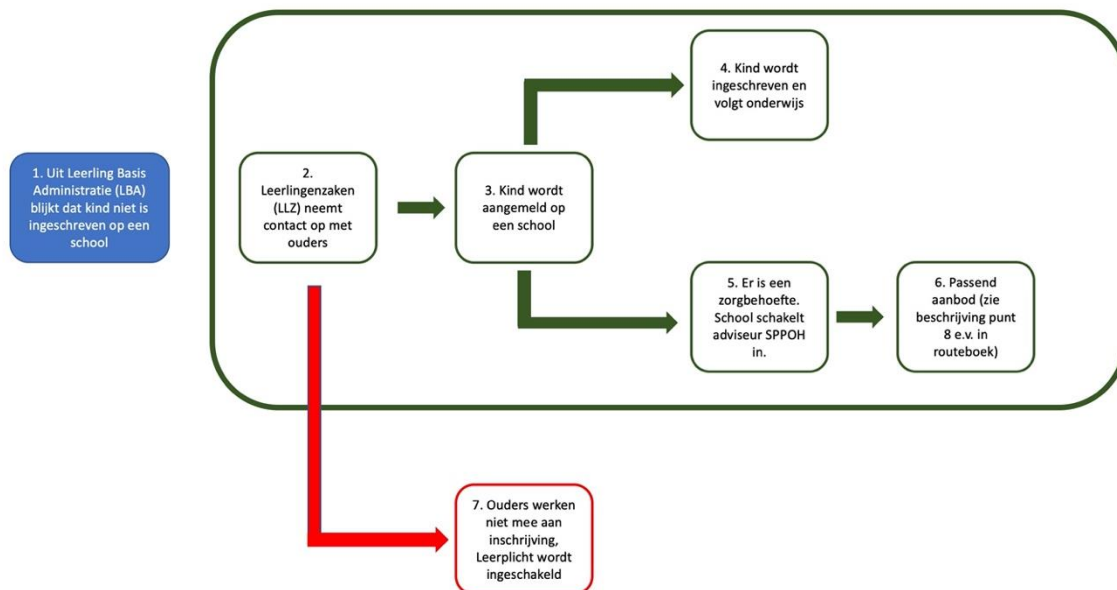 1. Uit Leerling Basis
Administratie (LBA)
blijkt dat kind niet is
ingeschreven op een
school
2.
Leerlingenzaken
(LLZ) neemt
contact op met
ouders
3. Kind wordt
aangemeld op
een school
4. Kind wordt
ingeschreven en
volgt onderwijs
5. Er is een
zorgbehoefte.
School schakelt
adviseur SPPOH
in.
6. Passend
aanbod (zie
beschrijving punt
8 e.v. in
routeboek)
7. Ouders werken
niet mee aan
inschrijving,
Leerplicht wordt
ingeschakeld